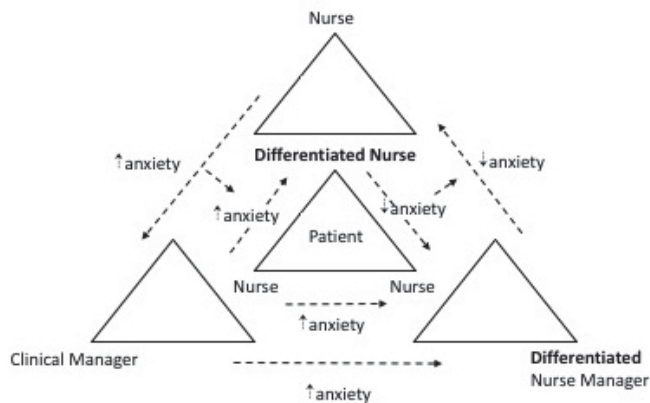 Nurse
Differentiated Nurse
↑anxiety
↓anxiety
↑anxiety
↓anxiety
Patient
Nurse
Nurse
↑anxiety
Clinical Manager
Differentiated
Nurse Manager
↑anxiety